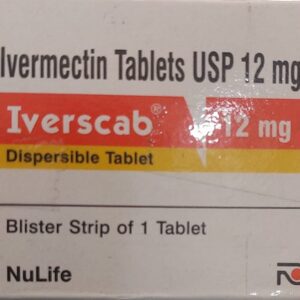 Ivermectin Tablets USP 12 mg
Iverscab® 12 mg
Dispersible Tablet
Blister Strip of 1 Tablet
NuLife